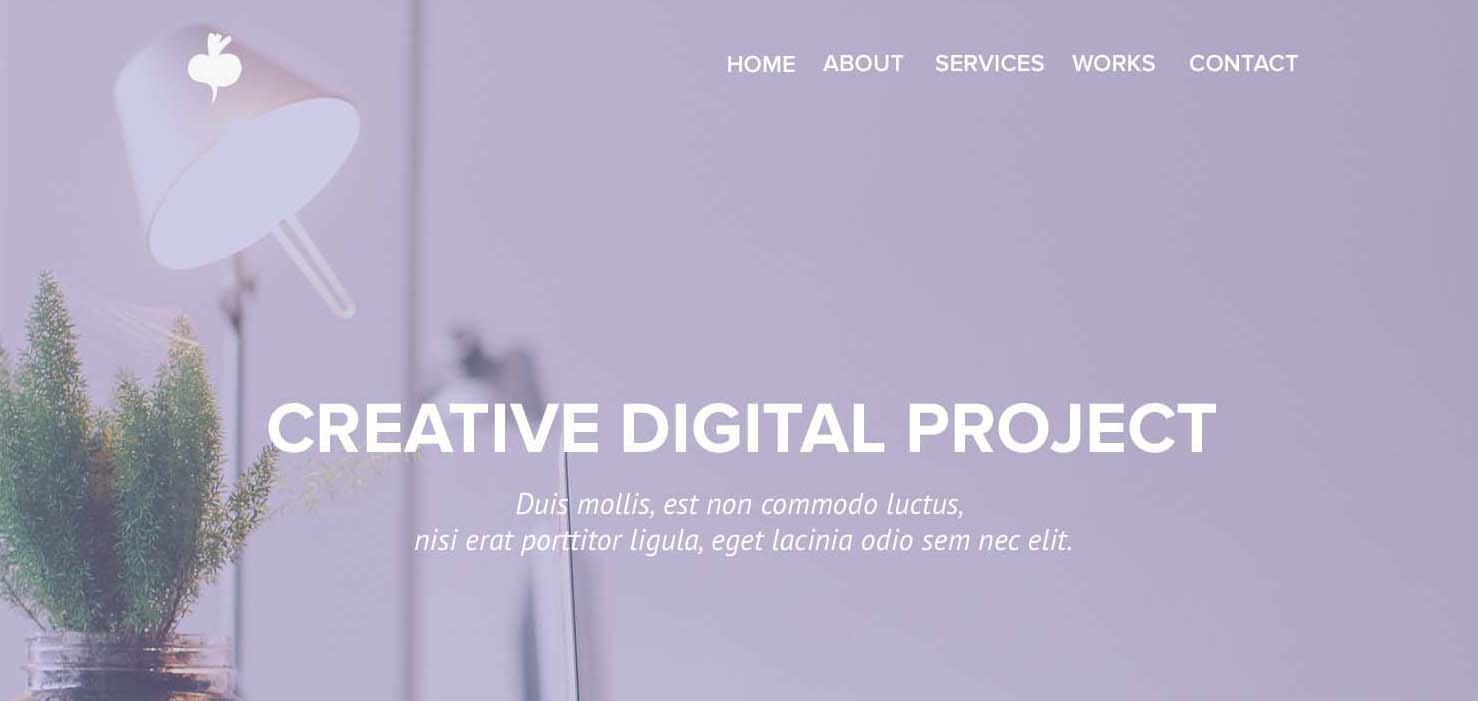 HOME ABOUT SERVICES WORKS CONTACT
CREATIVE DIGITAL PROJECT
Duis mollis, est non commodo luctus,
nisi erat porttitor ligula, eget lacinia odio sem nec elit.